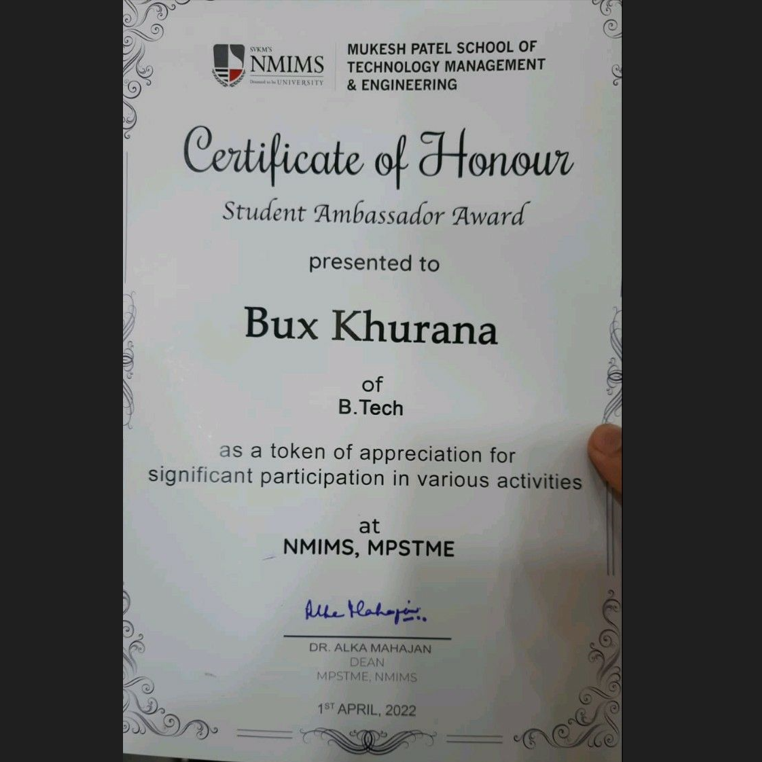 SVKM'S
NMIMS
Deemed to be UNIVERSITY
MUKESH PATEL SCHOOL OF
TECHNOLOGY MANAGEMENT
& ENGINEERING
Certificate of Honour
Student Ambassador Award
presented to
Bux Khurana
of
B.Tech
as a token of appreciation for
significant participation in various activities
at
NMIMS, MPSTME
Alka Mahajan
DR. ALKA MAHAJAN
DEAN
MPSTME, NMIMS
1ST APRIL, 2022